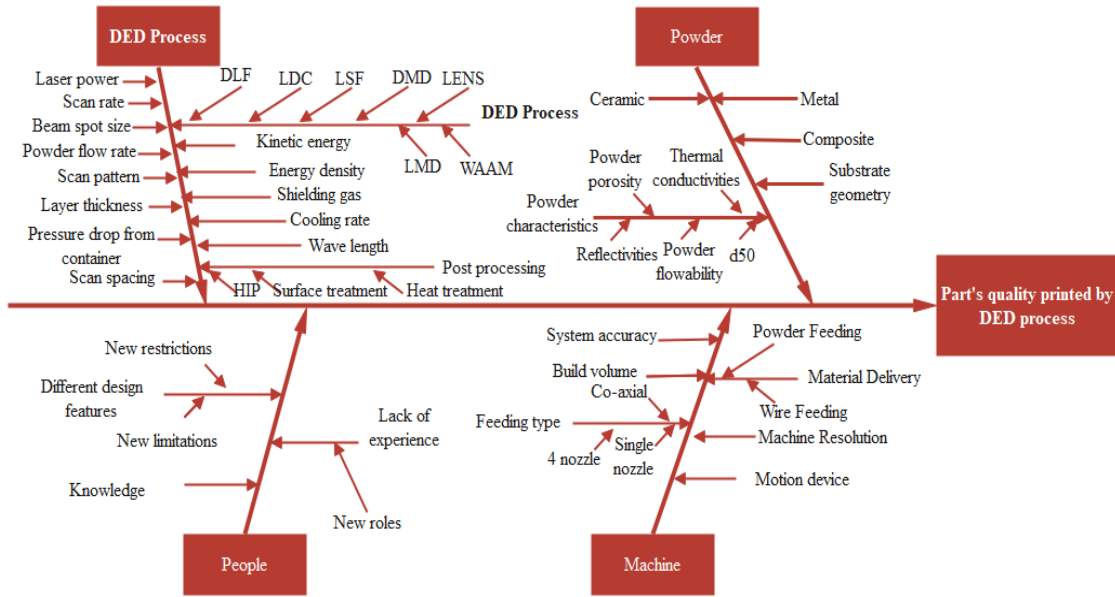 DED Process
Laser power
Scan rate
Beam spot size
Powder flow rate
Scan pattern
Layer thickness
Pressure drop from
container
Scan spacing
DLF
LDC
LSF
DMD
LENS
DED Process
LMD
WAAM
Kinetic energy
Energy density
Shielding gas
Cooling rate
Wave length
Post processing
HIP
Surface treatment
Heat treatment
Powder
Ceramic
Metal
Composite
Substrate
geometry
Powder
porosity
Thermal
conductivities
Powder
characteristics
Reflectivities
Powder
flowability
d50
Part's quality printed by
DED process
New restrictions
Different design
features
New limitations
Lack of
experience
Knowledge
New roles
People
System accuracy
Powder Feeding
Build volume
Material Delivery
Co-axial
Wire Feeding
Feeding type
4 nozzle
Single
nozzle
Machine Resolution
Motion device
Machine